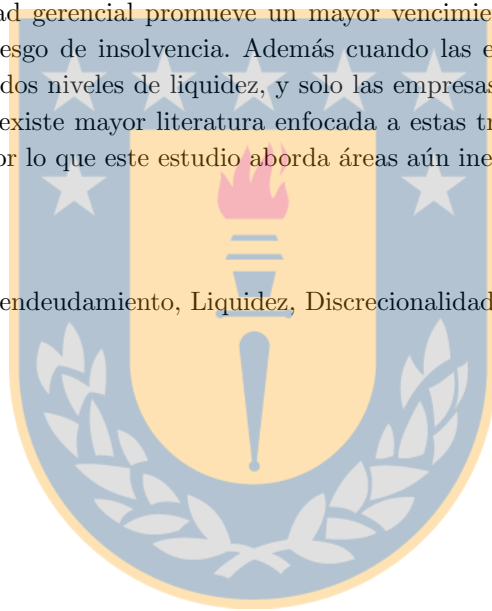 ad gerencial promueve un mayor vencimie
esgo de insolvencia. Además cuando las e
dos niveles de liquidez, y solo las empresas
existe mayor literatura enfocada a estas tr
or lo que este estudio aborda áreas aún ine
endeudamiento, Liquidez, Discrecionalidad